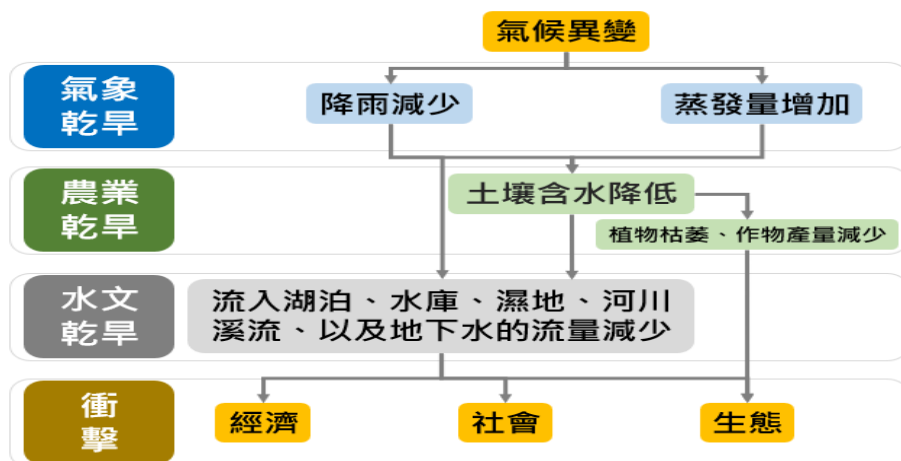 氣候異變
氣象
乾旱
降雨減少
蒸發量增加
農業
乾旱
土壤含水降低
植物枯萎、作物產量減少
水文
乾旱
流入湖泊、水庫、濕地、河川
溪流、以及地下水的流量減少
衝
擊
經濟
社會
生態